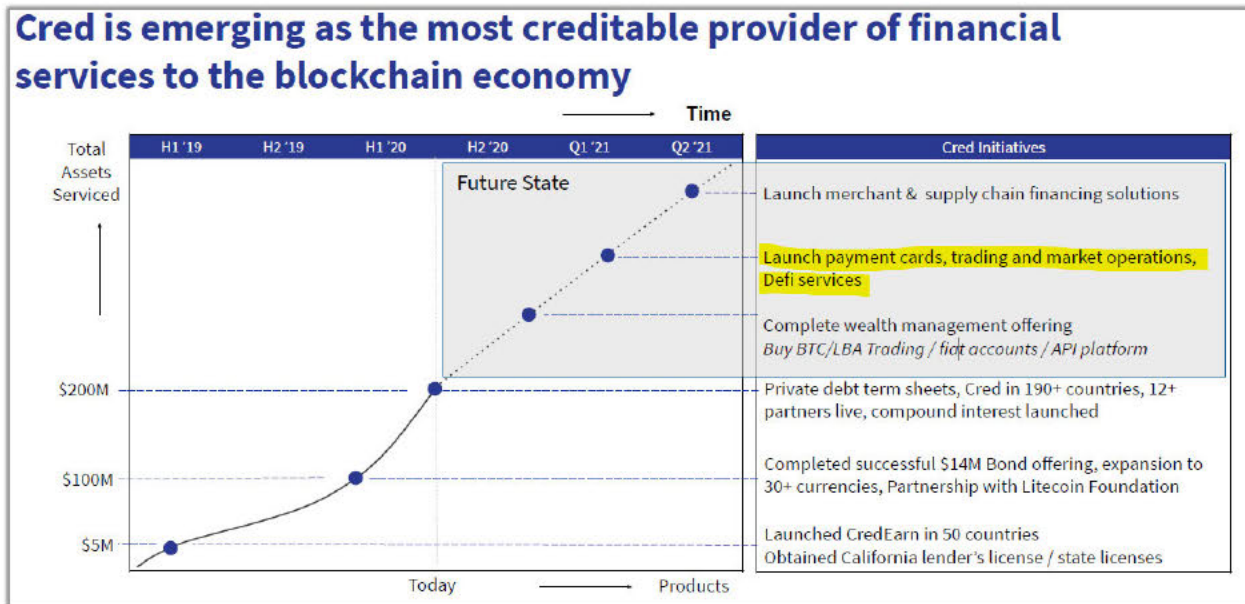 Cred is emerging as the most creditable provider of financial
services to the blockchain economy
Time
Total
Assets
Serviced
H1 '19 H2 '19 H1 '20 H2 '20 Q1 '21 Q2 '21
Cred Initiatives
Future State
Launch merchant & supply chain financing solutions
Launch payment cards, trading and market operations,
Defi services
Complete wealth management offering
Buy BTC/LBA Trading / fiat accounts / API platform
$200M
Private debt term sheets, Cred in 190+ countries, 12+
partners live, compound interest launched
$100M
Completed successful $14M Bond offering, expansion to
30+ currencies, Partnership with Litecoin Foundation
$5M
Launched CredEarn in 50 countries
Obtained California lender's license / state licenses
Today
Products